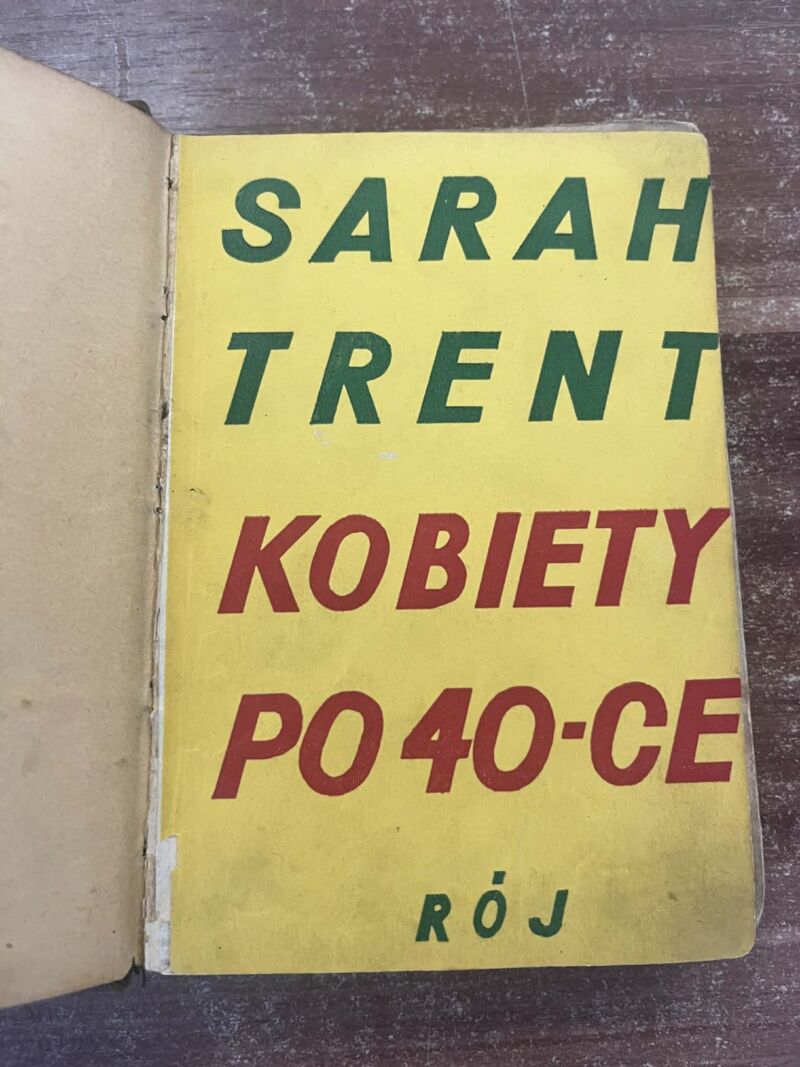 SARAH
TRENT
KOBIETY
PO 40-CE
RÓJ